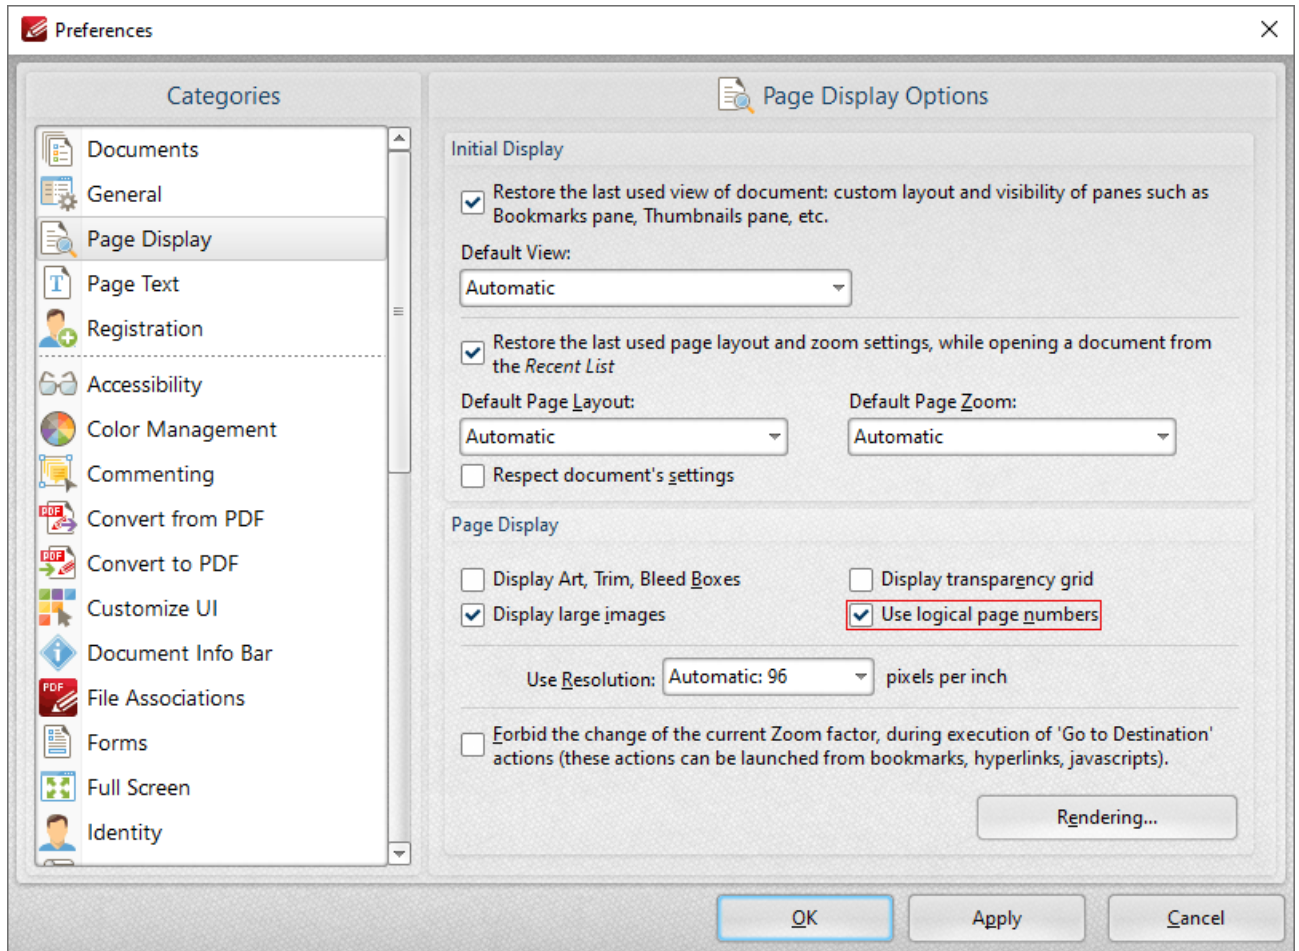 Preferences
Categories
Documents
General
Page Display
Page Text
Registration
Accessibility
Color Management
Commenting
Convert from PDF
Convert to PDF
Customize UI
Document Info Bar
File Associations
Forms
Full Screen
Identity
Page Display Options
Initial Display
Restore the last used view of document: custom layout and visibility of panes such as
Bookmarks pane, Thumbnails pane, etc.
Default View:
Automatic
Restore the last used page layout and zoom settings, while opening a document from
the Recent List
Default Page Layout: Default Page Zoom:
Automatic Automatic
Respect document's settings
Page Display
Display Art, Trim, Bleed Boxes Display transparency grid
Display large images Use logical page numbers
Use Resolution: Automatic: 96 pixels per inch
Forbid the change of the current Zoom factor, during execution of 'Go to Destination'
actions (these actions can be launched from bookmarks, hyperlinks, javascripts).
Rendering...
OK Apply Cancel